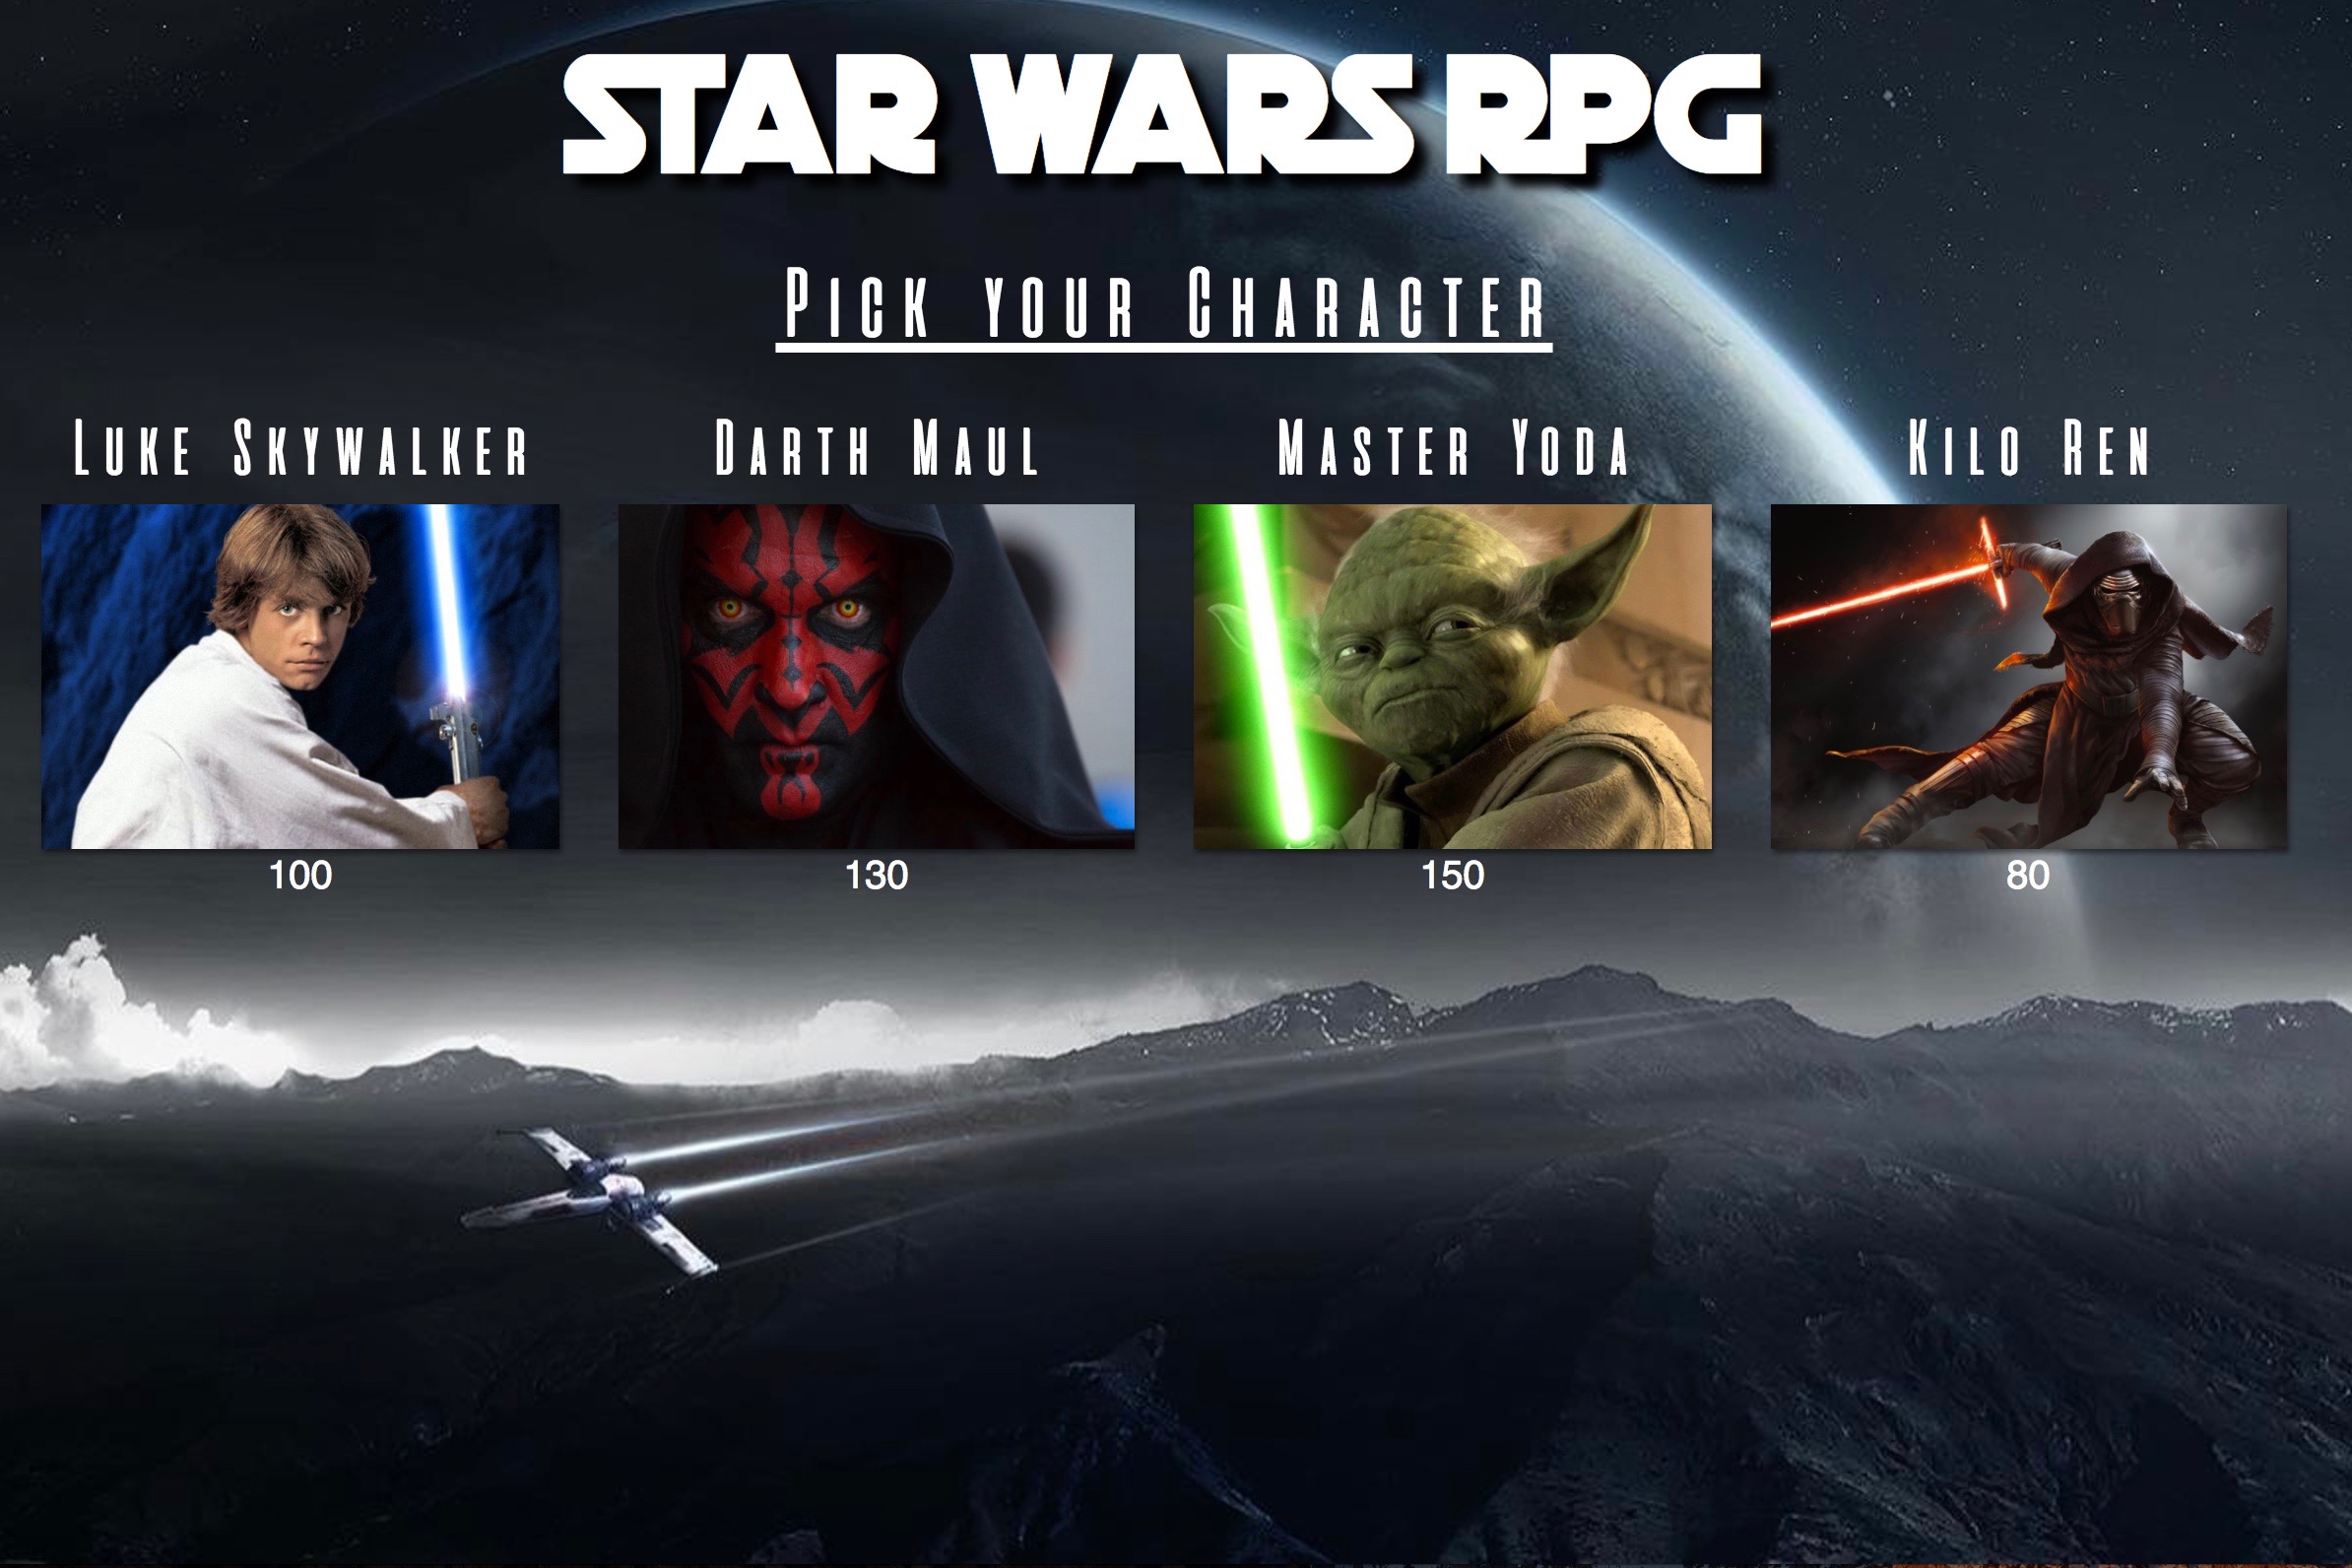 STAR WARS RPG
Pick your Character
Luke Skywalker
Darth Maul
Master Yoda
Kilo Ren
100
130
150
80